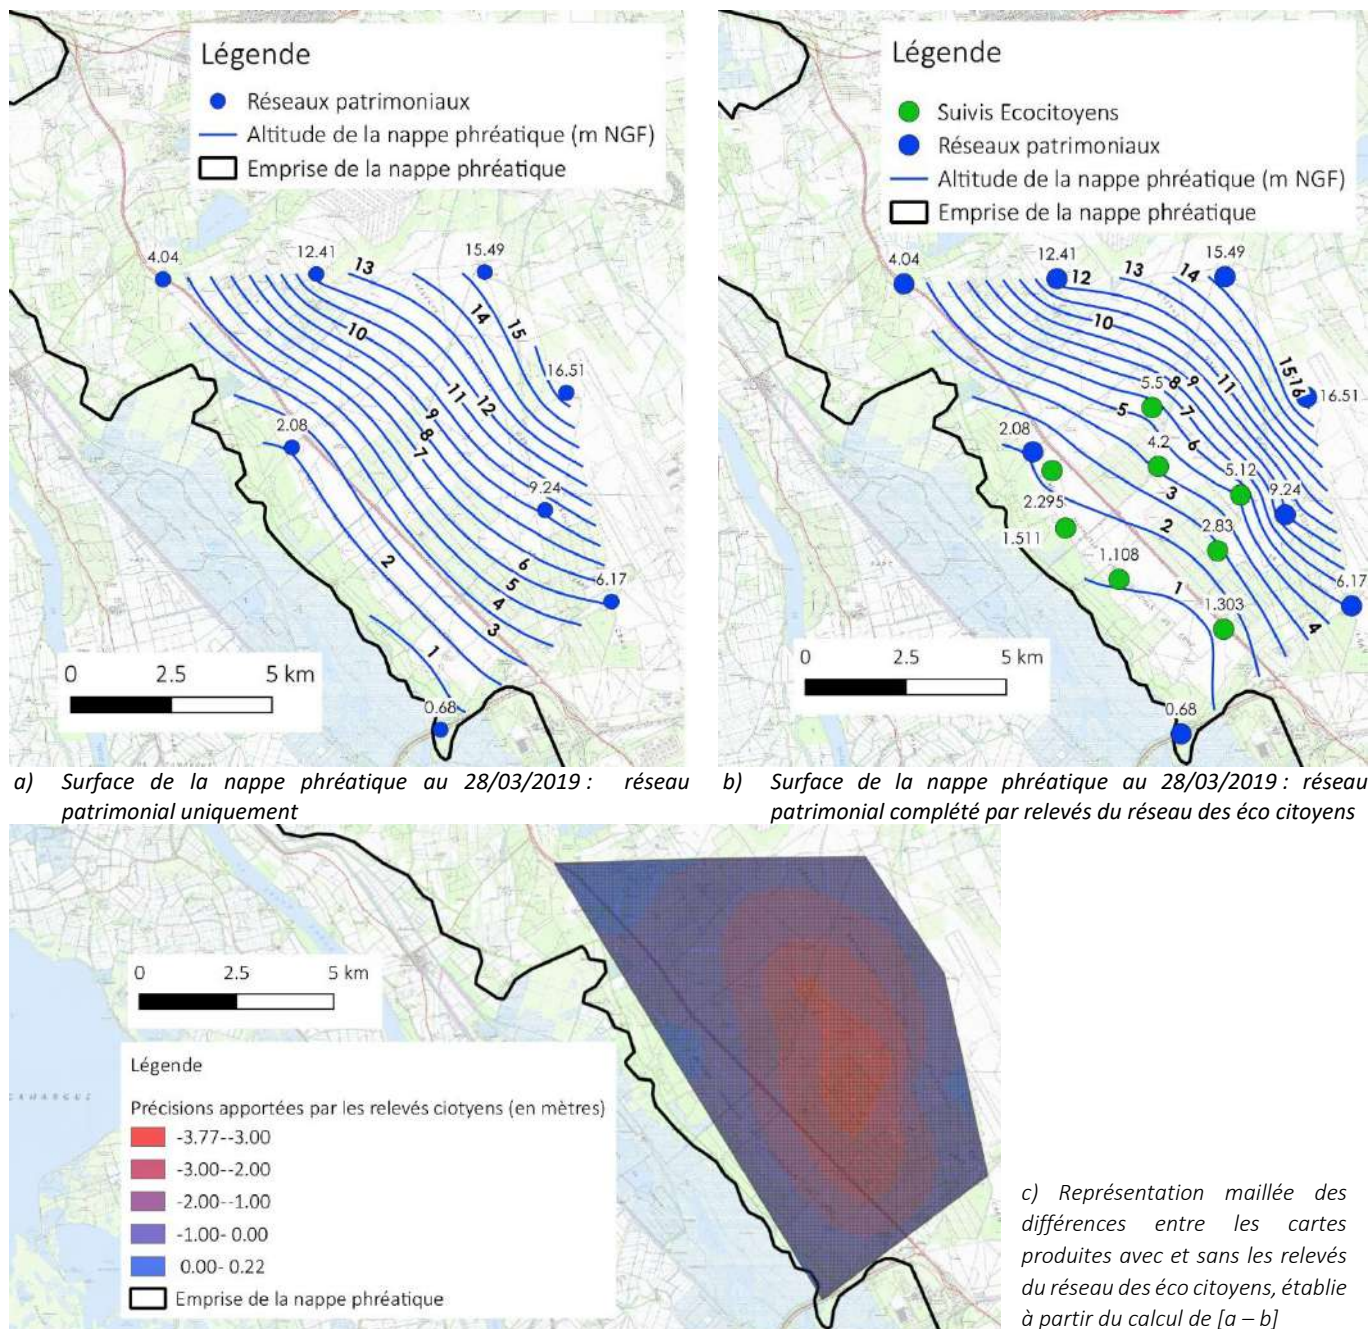 Légende
Réseaux patrimoniaux
Altitude de la nappe phréatique (m NGF)
Emprise de la nappe phréatique
4.04
12.41
15.49
13
14
15
10
16.51
11
12
9
8
7
2.08
9.24
2
6
5
4
3
6.17
1
0.68
0 2.5 5 km
a) Surface de la nappe phréatique au 28/03/2019 : réseau
patrimonial uniquement
Légende
Suivis Ecocitoyens
Réseaux patrimoniaux
Altitude de la nappe phréatique (m NGF)
Emprise de la nappe phréatique
4.04
12.41
15.49
12
13
14
10
11
15
16
16.51
5.5
8
9
7
5
6
2.08
4.2
5.12
9.24
3
2.295
2
2.83
1.511
1.108
1
6.17
1.303
4
0.68
0 2.5 5 km
b) Surface de la nappe phréatique au 28/03/2019 : réseau
patrimonial complété par relevés du réseau des éco citoyens
0 2.5 5 km
Légende
Précisions apportées par les relevés ciotyens (en mètres)
-3.77--3.00
-3.00--2.00
-2.00--1.00
-1.00- 0.00
0.00- 0.22
Emprise de la nappe phréatique
c) Représentation maillée des
différences entre les cartes
produites avec et sans les relevés
du réseau des éco citoyens, établie
à partir du calcul de [a – b]